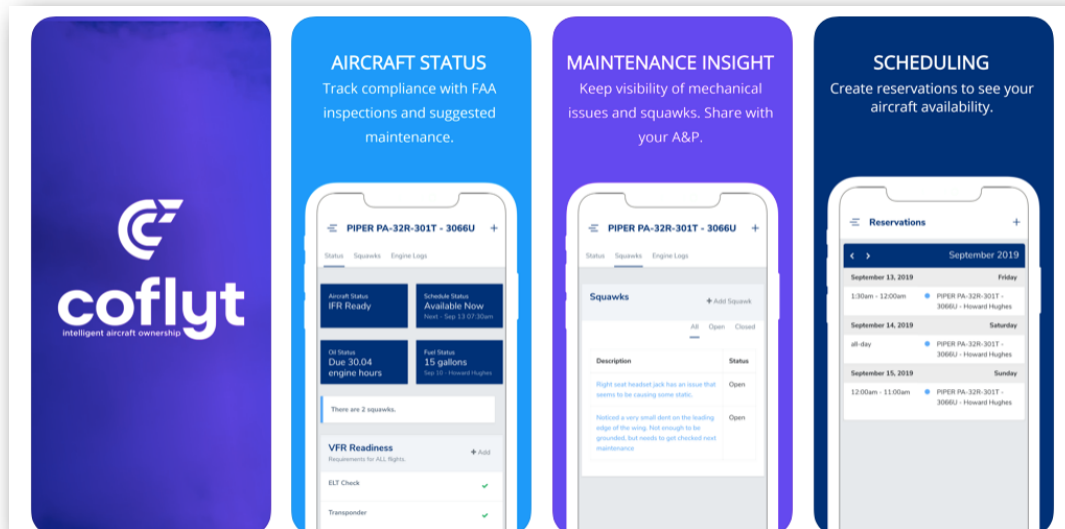 coflyt
intelligent aircraft ownership
AIRCRAFT STATUS
Track compliance with FAA
inspections and suggested
maintenance.
PIPER PA-32R-301T - 3066U +
Status Squawks Engine Logs
Aircraft Status
IFR Ready
Schedule Status
Available Now
Next - Sep 13 07:30am
Oil Status
Due 30.04
engine hours
Fuel Status
15 gallons
Sep 10 - Howard Hughes
There are 2 squawks.
VFR Readiness
Requirements for ALL flights.
+ Add
ELT Check
Transponder
MAINTENANCE INSIGHT
Keep visibility of mechanical
issues and squawks. Share with
your A&P.
PIPER PA-32R-301T - 3066U +
Status Squawks Engine Logs
Squawks
+ Add Squawk
All Open Closed
Description Status
Right seat headset jack has an issue that
seems to be causing some static.
Open
Noticed a very small dent on the leading
edge of the wing. Not enough to be
grounded, but needs to get checked next
maintenance
Open
SCHEDULING
Create reservations to see your
aircraft availability.
Reservations +
< > September 2019
September 13, 2019 Friday
1:30am - 12:00am PIPER PA-32R-301T -
3066U - Howard Hughes
September 14, 2019 Saturday
all-day PIPER PA-32R-301T -
3066U - Howard Hughes
September 15, 2019 Sunday
12:00am - 11:00am PIPER PA-32R-301T -
3066U - Howard Hughes